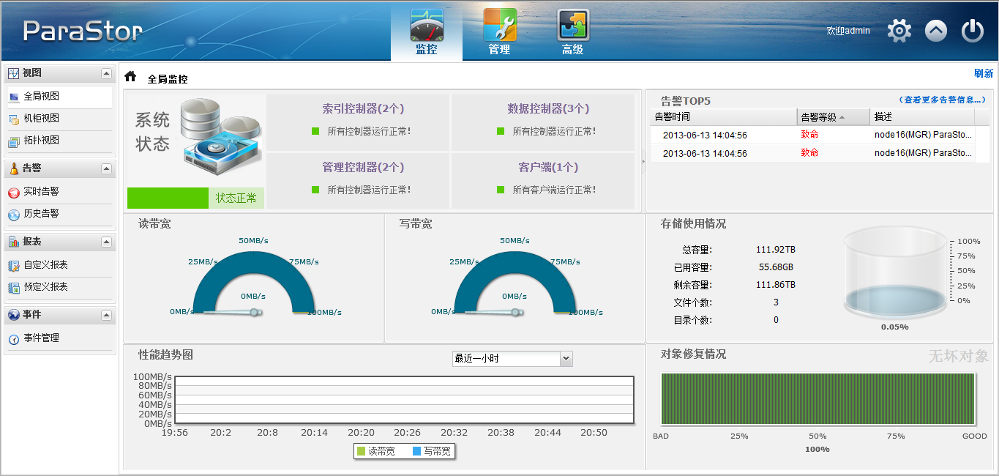 ParaStor
监控
管理
高级
欢迎admin
视图
全局视图
机柜视图
拓扑视图
告警
实时告警
历史告警
报表
自定义报表
预定义报表
事件
事件管理
全局监控
刷新
系统
状态
状态正常
索引控制器(2个)
所有控制器运行正常!
数据控制器(3个)
所有控制器运行正常!
管理控制器(2个)
所有控制器运行正常!
客户端(1个)
所有客户端运行正常!
告警TOP5
(查看更多告警信息...)
告警时间 告警等级 描述
2013-06-13 14:04:56 致命 node16(MGR) ParaSto...
2013-06-13 14:04:56 致命 node16(MGR) ParaSto...
读带宽
50MB/s
25MB/s 75MB/s
0MB/s
0MB/s 100MB/s
写带宽
50MB/s
25MB/s 75MB/s
0MB/s
0MB/s 100MB/s
存储使用情况
总容量: 111.92TB
已用容量: 55.68GB
剩余容量: 111.86TB
文件个数: 3
目录个数: 0
100%
75%
50%
25%
0%
0.05%
性能趋势图
最近一小时
100MB/s
80MB/s
60MB/s
40MB/s
20MB/s
0MB/s
19:56 20:2 20:8 20:14 20:20 20:26 20:32 20:38 20:44 20:50
读带宽 写带宽
对象修复情况
无坏对象
BAD 25% 50% 75% GOOD
100%